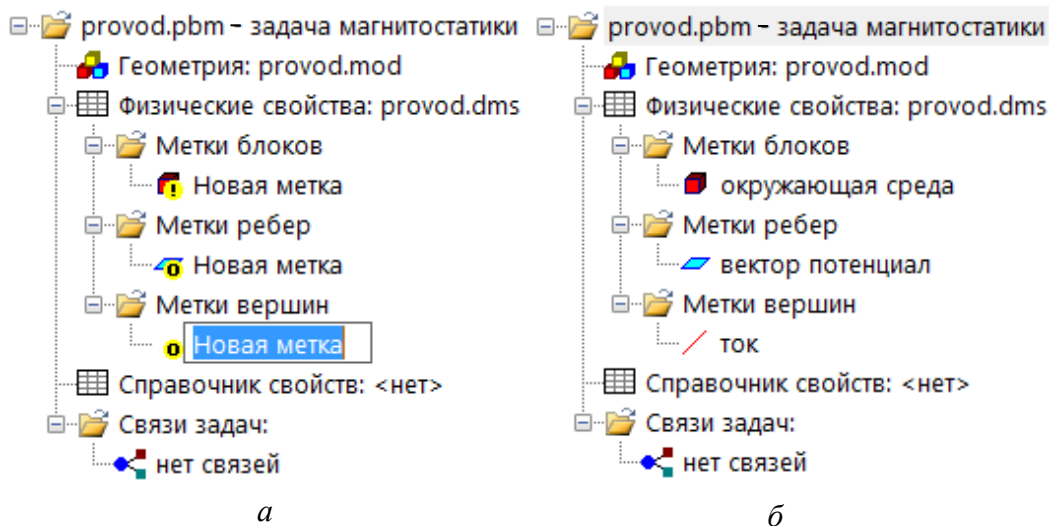 provod.pbm – задача магнитостатики
Геометрия: provod.mod
Физические свойства: provod.dms
Метки блоков
Новая метка
Метки ребер
Новая метка
Метки вершин
Новая метка
Справочник свойств: <нет>
Связи задач:
нет связей
а
provod.pbm – задача магнитостатики
Геометрия: provod.mod
Физические свойства: provod.dms
Метки блоков
окружающая среда
Метки ребер
вектор потенциал
Метки вершин
ток
Справочник свойств: <нет>
Связи задач:
нет связей
б